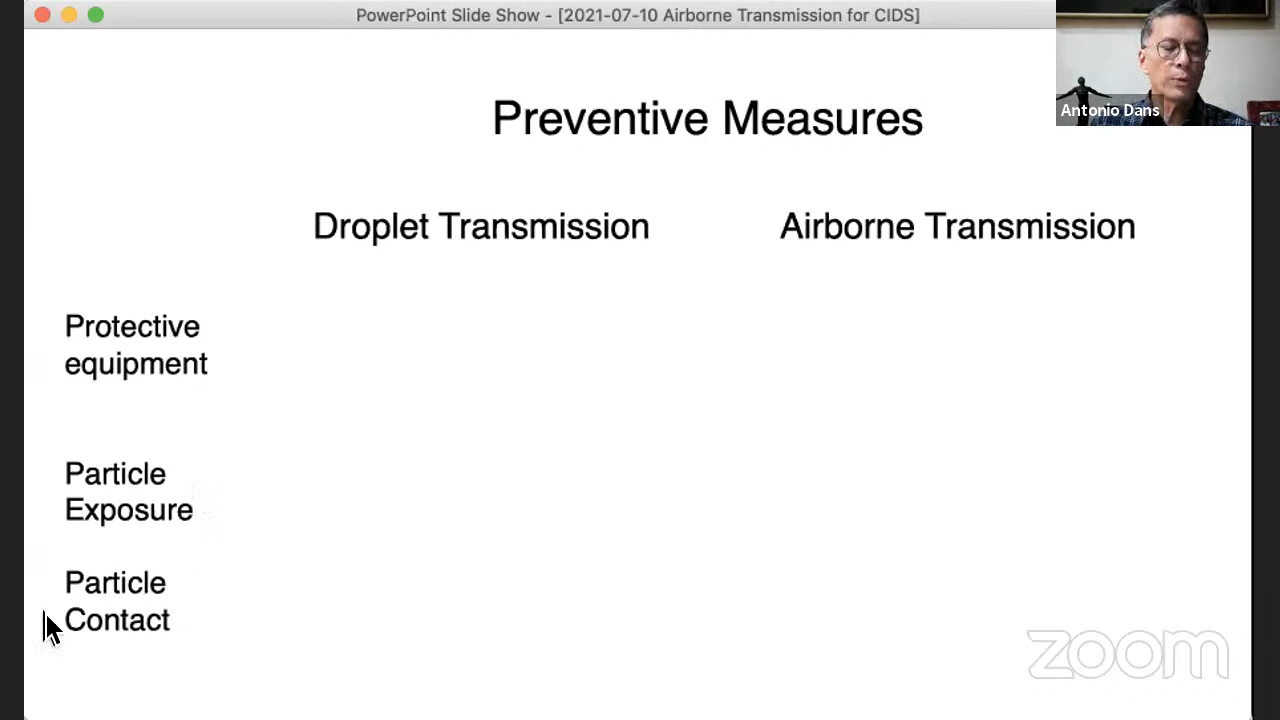 PowerPoint Slide Show - [2021-07-10 Airborne Transmission for CIDS]
Antonio Dans
Preventive Measures
Droplet Transmission
Airborne Transmission
Protective
equipment
Particle
Exposure
Particle
Contact
zoom